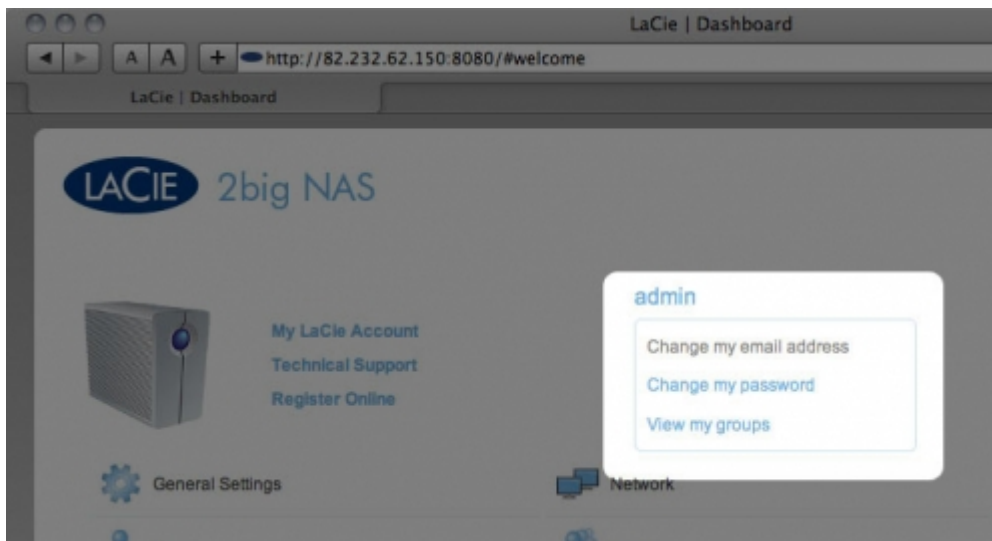 LaCie | Dashboard
A A + http://82.232.62.150:8080/#welcome
LaCie | Dashboard
LACIE 2big NAS
admin
My LaCie Account
Change my email address
Technical Support
Change my password
Register Online
View my groups
General Settings
Network